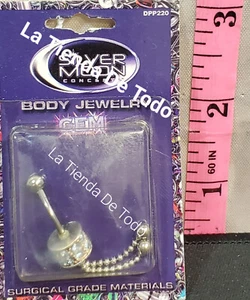 DPP220
La Tienda De Todo
SILVER
MOON
CONCEPTS
BODY JEWELRY
GEM
La Tienda De Todo
SURGICAL GRADE MATERIALS
3
2
1
60 IN